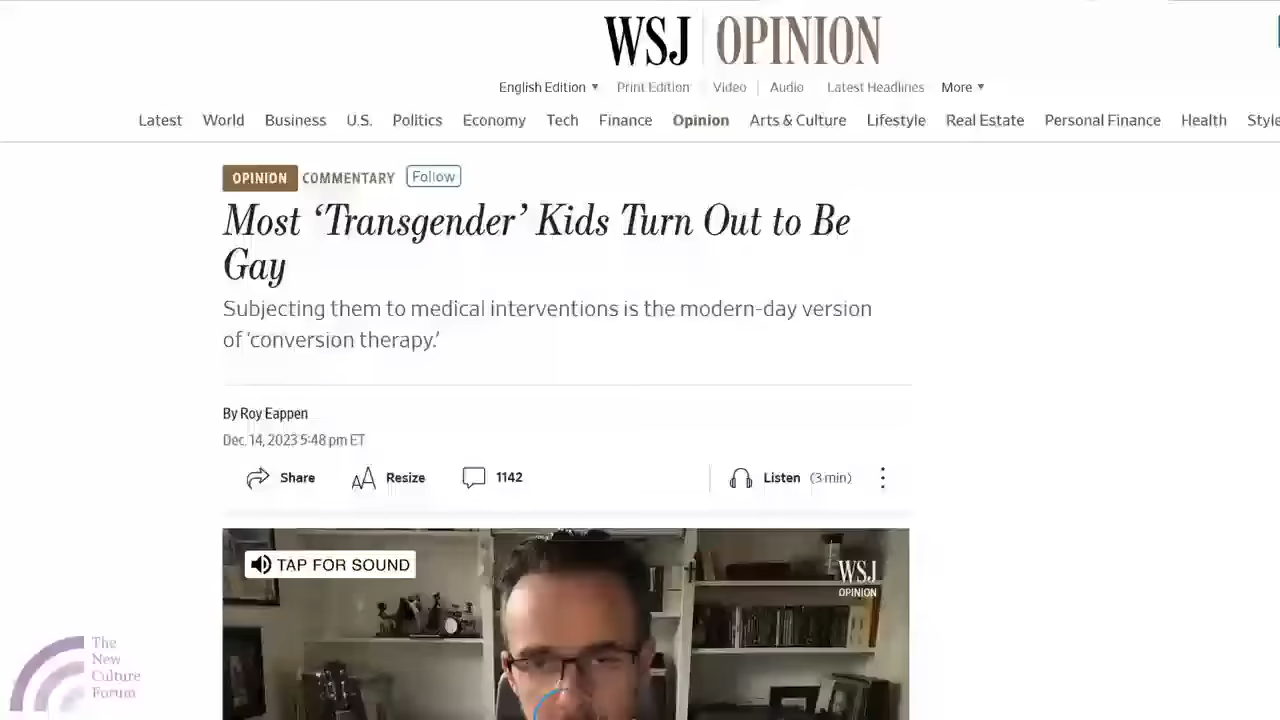 WSJ OPINION
English Edition ▼ Print Edition Video Audio Latest Headlines More ▼
Latest World Business U.S. Politics Economy Tech Finance Opinion Arts & Culture Lifestyle Real Estate Personal Finance Health Style
OPINION COMMENTARY Follow
Most ‘Transgender’ Kids Turn Out to Be
Gay
Subjecting them to medical interventions is the modern-day version
of ‘conversion therapy.’
By Roy Eappen
Dec. 14, 2023 5:48 pm ET
Share Resize 1142 Listen (3 min)
TAP FOR SOUND
WSJ
OPINION
The
New
Culture
Forum